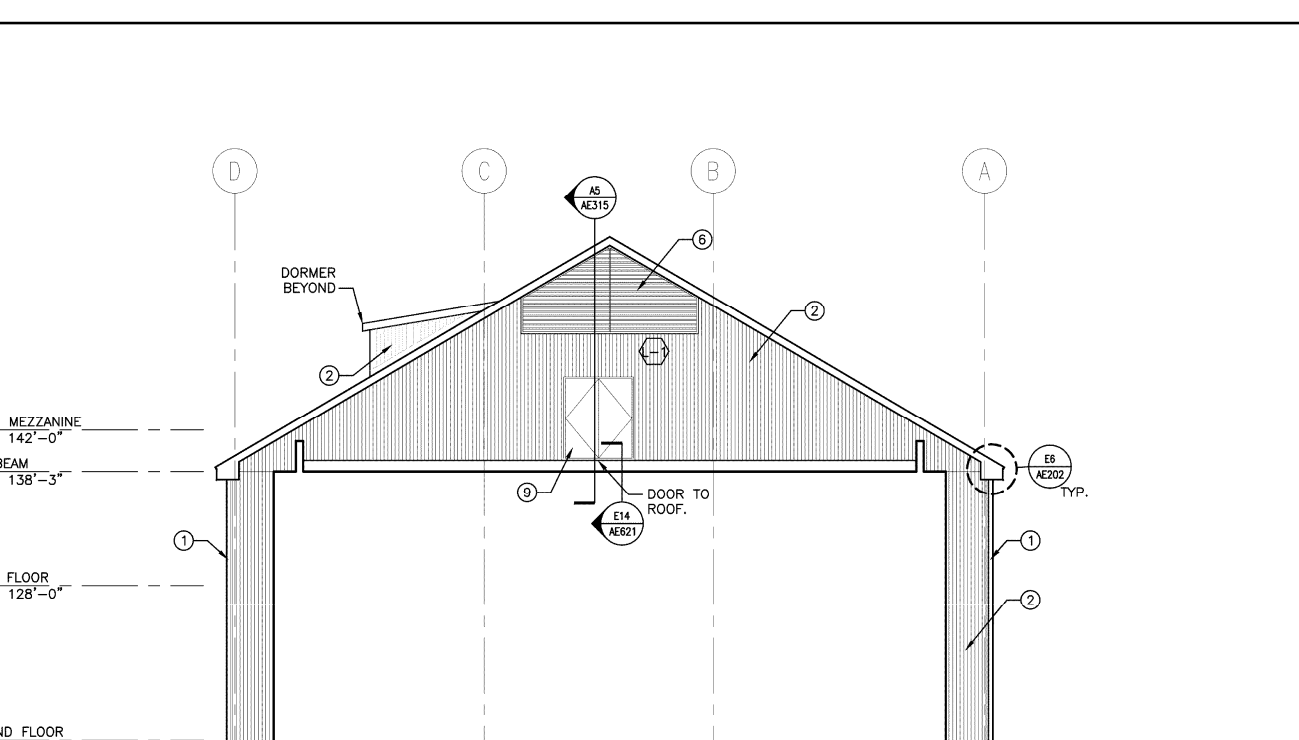 D
C
B
A
A5
AE315
6
DORMER
BEYOND
2
2
L-1
MEZZANINE
142'-0"
BEAM
138'-3"
E6
AE202
TYP.
9
DOOR TO
ROOF.
E14
AE621
1
1
FLOOR
128'-0"
2
FLOOR